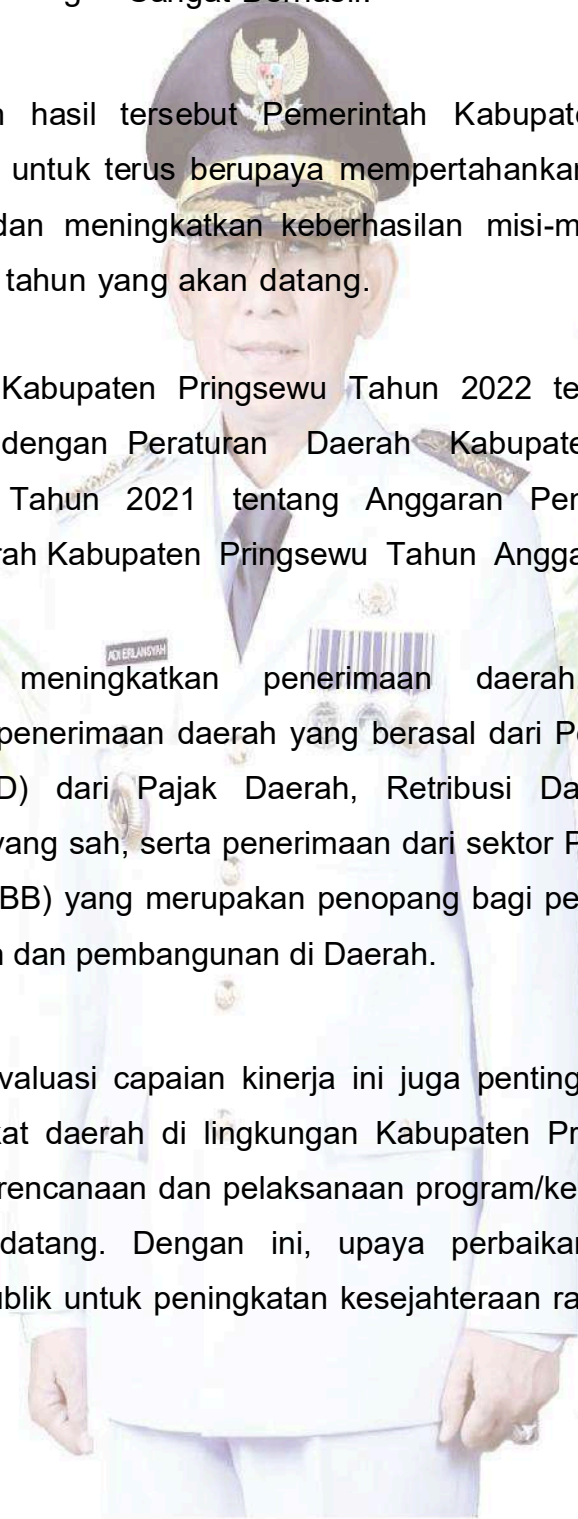 Sangat Berhasil.
hasil tersebut Pemerintah Kabupate
untuk terus berupaya mempertahankan
dan meningkatkan keberhasilan misi-m
tahun yang akan datang.
Kabupaten Pringsewu Tahun 2022 te
dengan Peraturan Daerah Kabupate
Tahun 2021 tentang Anggaran Pen
rah Kabupaten Pringsewu Tahun Angga
ADI ERLANSYAH
meningkatkan penerimaan daerah
penerimaan daerah yang berasal dari Pe
D) dari Pajak Daerah, Retribusi Da
yang sah, serta penerimaan dari sektor P
BB) yang merupakan penopang bagi pe
n dan pembangunan di Daerah.
valuasi capaian kinerja ini juga penting
kat daerah di lingkungan Kabupaten Pr
rencanaan dan pelaksanaan program/ke
datang. Dengan ini, upaya perbaikan
ublik untuk peningkatan kesejahteraan ra